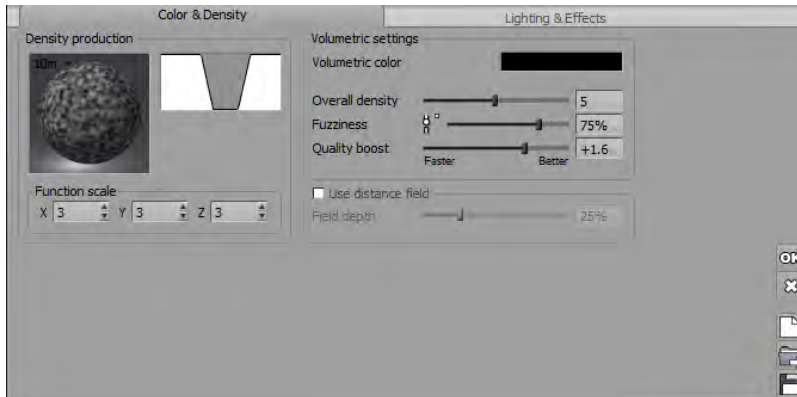 Color & Density
Lighting & Effects
Density production
10m
Function scale
X 3 Y 3 Z 3
Volumetric settings
Volumetric color
Overall density 5
Fuzziness 75%
Quality boost +1.6
Faster Better
Use distance field
Field depth 25%
OK